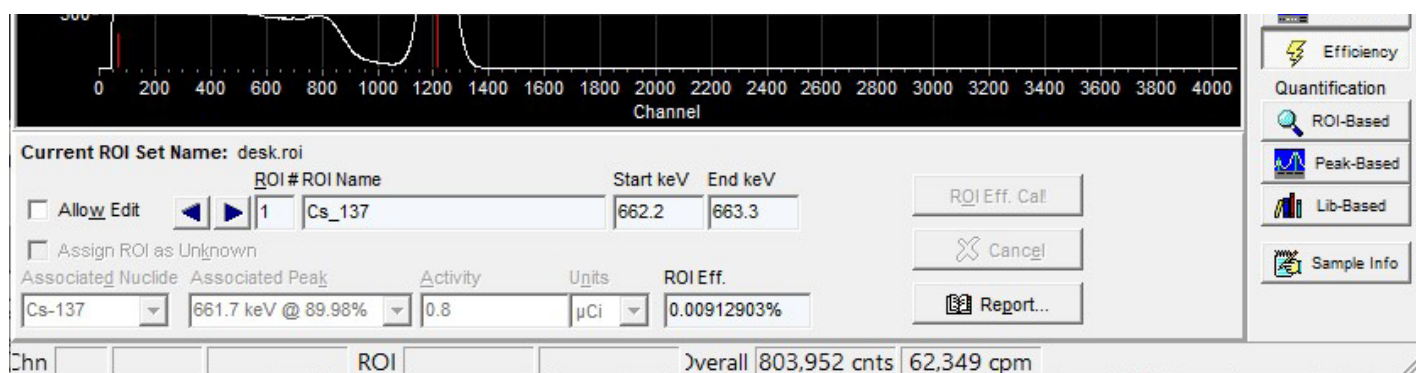 500
Efficiency
0 200 400 600 800 1000 1200 1400 1600 1800 2000 2200 2400 2600 2800 3000 3200 3400 3600 3800 4000
Channel
Quantification
ROI-Based
Peak-Based
Lib-Based
Sample Info
Current ROI Set Name: desk.roi
ROI # ROI Name Start keV End keV
Allow Edit 1 Cs_137 662.2 663.3
ROI Eff. Cal!
Assign ROI as Unknown
Cancel
Associated Nuclide Associated Peak Activity Units ROI Eff.
Cs-137 661.7 keV @ 89.98% 0.8 µCi 0.00912903%
Report...
Chn ROI Overall 803,952 cnts 62,349 cpm